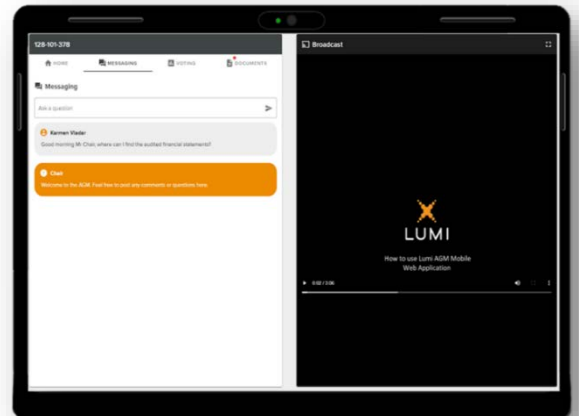 128-101-378
HOME
MESSAGING
VOTING
DOCUMENTS
Messaging
Ask a question
Karmen Vladar
Good morning Mr Chair, where can I find the audited financial statements?
Chair
Welcome to the AGM. Feel free to post any comments or questions here.
Broadcast
LUMI
How to use Lumi AGM Mobile
Web Application
0:02 / 3:06